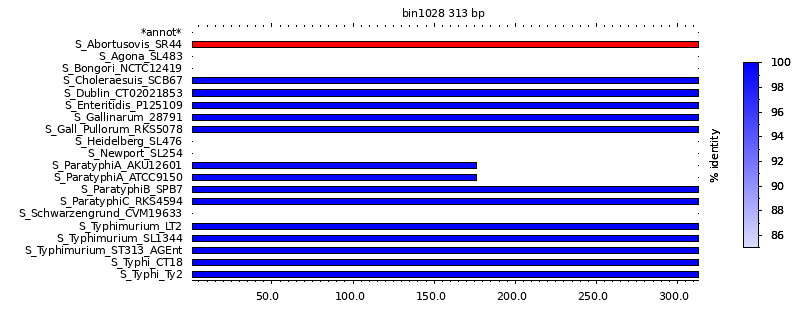 bin1028 313 bp
*annot*
S_Abortusovis_SR44
S_Agona_SL483
S_Bongori_NCTC12419
S_Choleraesuis_SCB67
S_Dublin_CT02021853
S_Enteritidis_P125109
S_Gallinarum_28791
S_Gall_Pullorum_RKS5078
S_Heidelberg_SL476
S_Newport_SL254
S_ParatyphiA_AKU12601
S_ParatyphiA_ATCC9150
S_ParatyphiB_SPB7
S_ParatyphiC_RKS4594
S_Schwarzengrund_CVM19633
S_Typhimurium_LT2
S_Typhimurium_SL1344
S_Typhimurium_ST313_AGEnt
S_Typhi_CT18
S_Typhi_Ty2
50.0 100.0 150.0 200.0 250.0 300.0
% identity
100
98
96
94
92
90
88
86